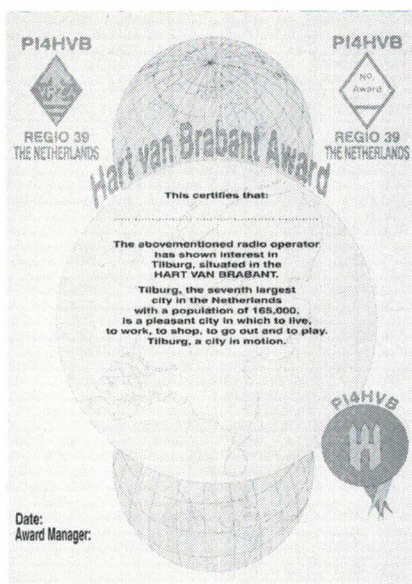 PI4HVB
REGIO 39
THE NETHERLANDS
PI4HVB
No.
Award
REGIO 39
THE NETHERLANDS
Hart van Brabant Award
This certifies that:
The abovementioned radio operator
has shown interest in
Tilburg, situated in the
HART VAN BRABANT.
Tilburg, the seventh largest
city in the Netherlands
with a population of 165,000,
is a pleasant city in which to live,
to work, to shop, to go out and to play.
Tilburg, a city in motion.
PI4HVB
Date:
Award Manager: